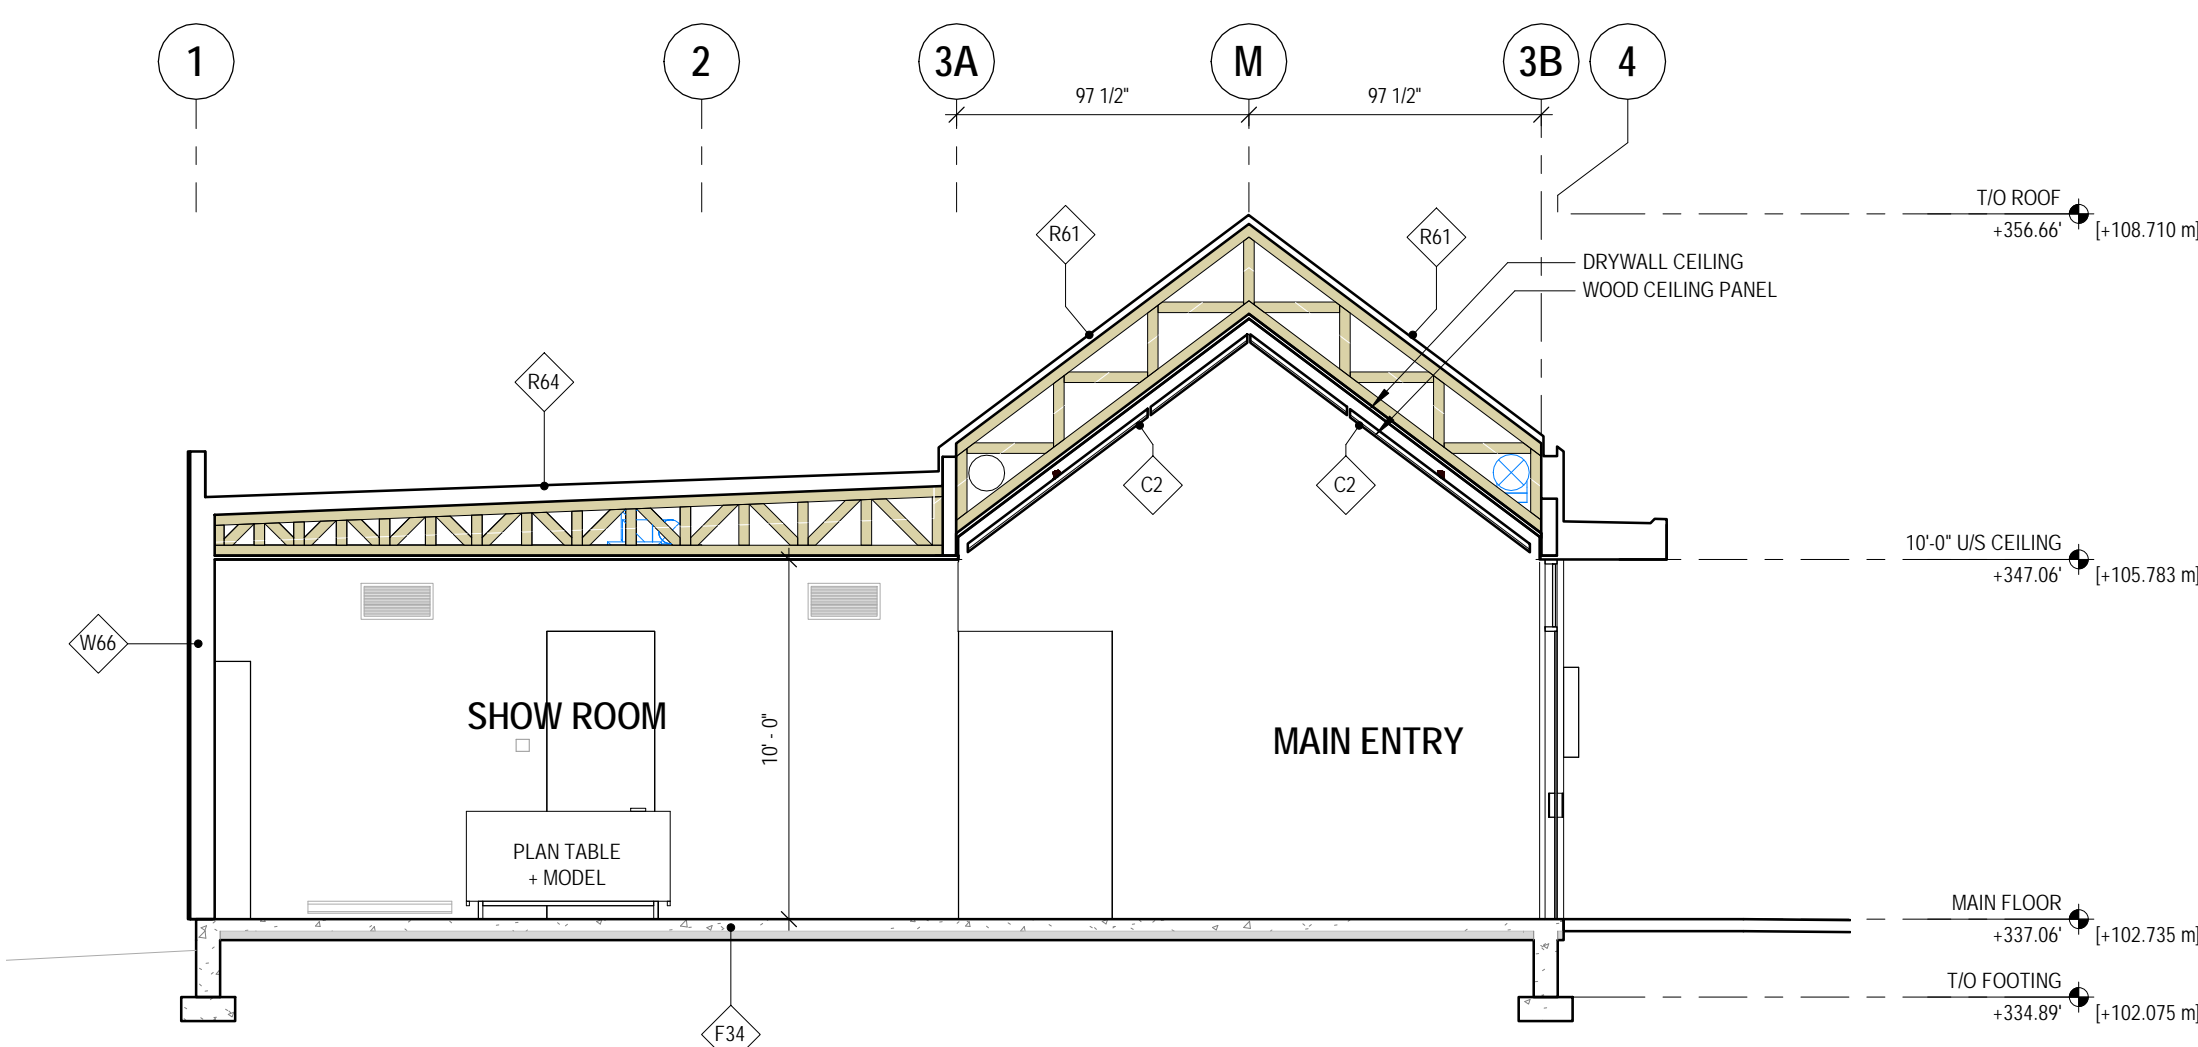 1
2
3A
M
3B
4
97 1/2"
97 1/2"
T/O ROOF
+356.66'
[+108.710 m]
R61
R61
DRYWALL CEILING
WOOD CEILING PANEL
R64
C2
C2
10'-0" U/S CEILING
+347.06'
[+105.783 m]
W66
SHOW ROOM
10' - 0"
MAIN ENTRY
PLAN TABLE
+ MODEL
MAIN FLOOR
+337.06'
[+102.735 m]
T/O FOOTING
+334.89'
[+102.075 m]
F34